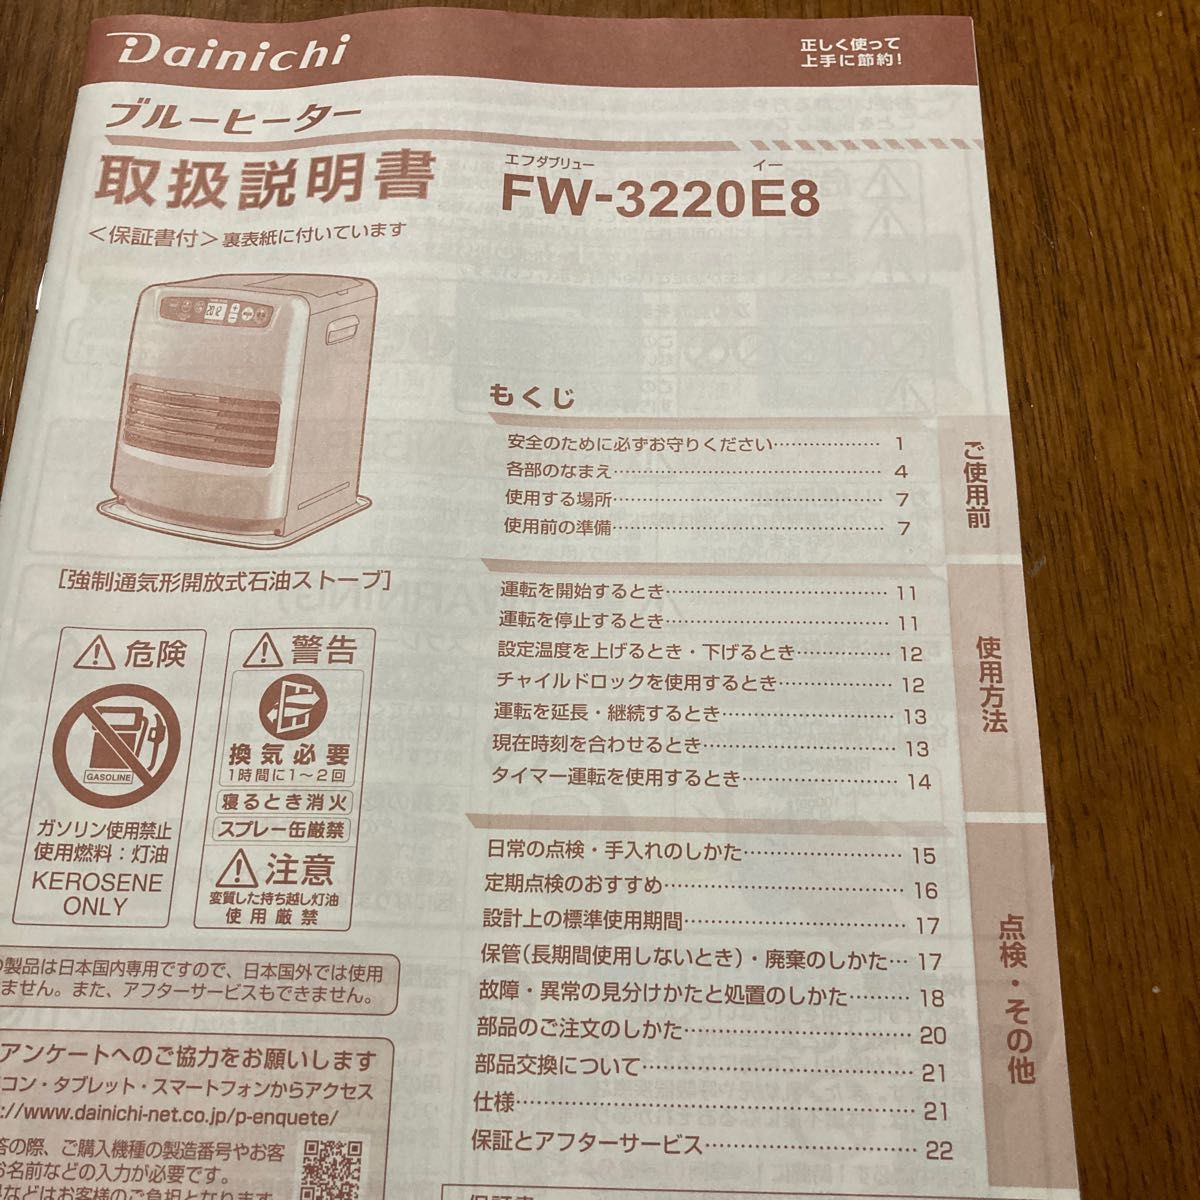 Dainichi
正しく使って
上手に節約!
ブルーヒーター
取扱説明書
<保証書付>裏表紙に付いています
エフダブリュー イー
FW-3220E8
[強制通気形開放式石油ストーブ]
危険
GASOLINE
ガソリン使用禁止
使用燃料:灯油
KEROSENE
ONLY
警告
換気必要
1時間に1~2回
寝るとき消火
スプレー缶厳禁
注意
変質した持ち越し灯油
使用厳禁
製品は日本国内専用ですので、日本国外では使用
ません。また、アフターサービスもできません。
アンケートへのご協力をお願いします
コン・タブレット・スマートフォンからアクセス
://www.dainichi-net.co.jp/p-enquete/
答の際、ご購入機種の製造番号やお客
お名前などの入力が必要です。
などはお客様のご負担となります
もくじ
ご使用前
安全のために必ずお守りください……………… 1
各部のなまえ……………………………………… 4
使用する場所……………………………………… 7
使用前の準備……………………………………… 7
使用方法
運転を開始するとき……………………………… 11
運転を停止するとき……………………………… 11
設定温度を上げるとき・下げるとき…………… 12
チャイルドロックを使用するとき……………… 12
運転を延長・継続するとき……………………… 13
現在時刻を合わせるとき………………………… 13
タイマー運転を使用するとき…………………… 14
点検・その他
日常の点検・手入れのしかた…………………… 15
定期点検のおすすめ……………………………… 16
設計上の標準使用期間…………………………… 17
保管(長期間使用しないとき)・廃棄のしかた… 17
故障・異常の見分けかたと処置のしかた……… 18
部品のご注文のしかた…………………………… 20
部品交換について………………………………… 21
仕様………………………………………………… 21
保証とアフターサービス………………………… 22
保証書